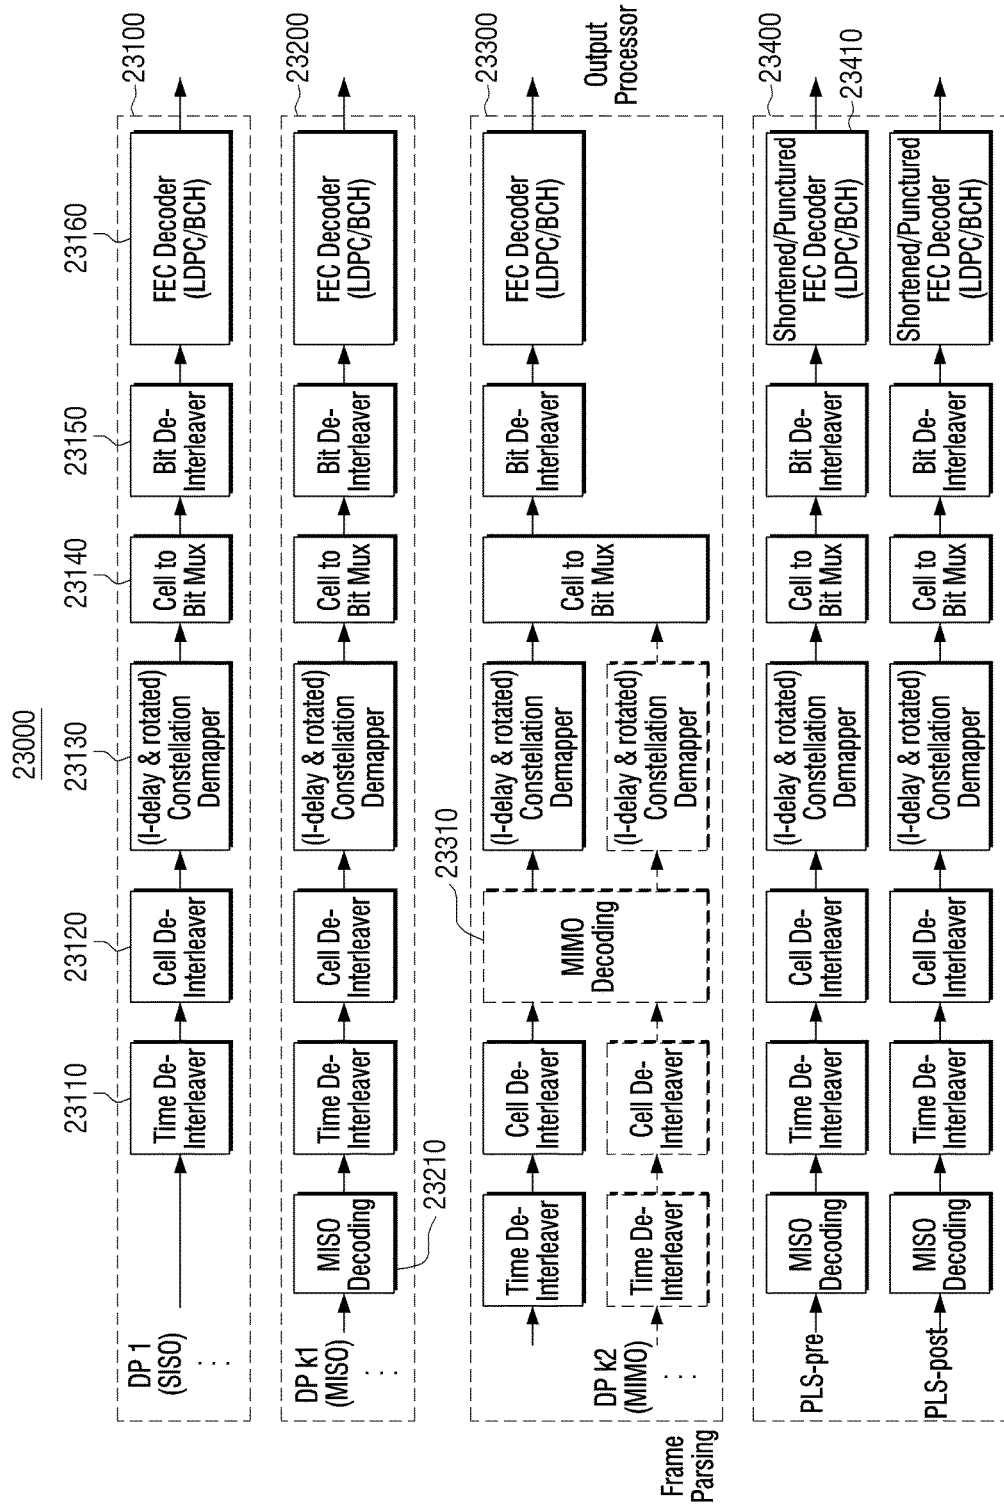 23000
23110
23120
23130
23140
23150
23160
23100
DP 1
(SISO)
. . .
Time De-
Interleaver
Cell De-
Interleaver
(I-delay & rotated)
Constellation
Demapper
Cell to
Bit Mux
Bit De-
Interleaver
FEC Decoder
(LDPC/BCH)
23200
DP k1
(MISO)
. . .
MISO
Decoding
23210
Time De-
Interleaver
Cell De-
Interleaver
(I-delay & rotated)
Constellation
Demapper
Cell to
Bit Mux
Bit De-
Interleaver
FEC Decoder
(LDPC/BCH)
23310
23300
Time De-
Interleaver
Cell De-
Interleaver
MIMO
Decoding
(I-delay & rotated)
Constellation
Demapper
Cell to
Bit Mux
Bit De-
Interleaver
FEC Decoder
(LDPC/BCH)
DP k2
(MIMO)
. . .
Time De-
Interleaver
Cell De-
Interleaver
(I-delay & rotated)
Constellation
Demapper
Frame
Parsing
Output
Processor
23400
PLS-pre
MISO
Decoding
Time De-
Interleaver
Cell De-
Interleaver
(I-delay & rotated)
Constellation
Demapper
Cell to
Bit Mux
Bit De-
Interleaver
Shortened/Punctured
FEC Decoder
(LDPC/BCH)
23410
PLS-post
MISO
Decoding
Time De-
Interleaver
Cell De-
Interleaver
(I-delay & rotated)
Constellation
Demapper
Cell to
Bit Mux
Bit De-
Interleaver
Shortened/Punctured
FEC Decoder
(LDPC/BCH)